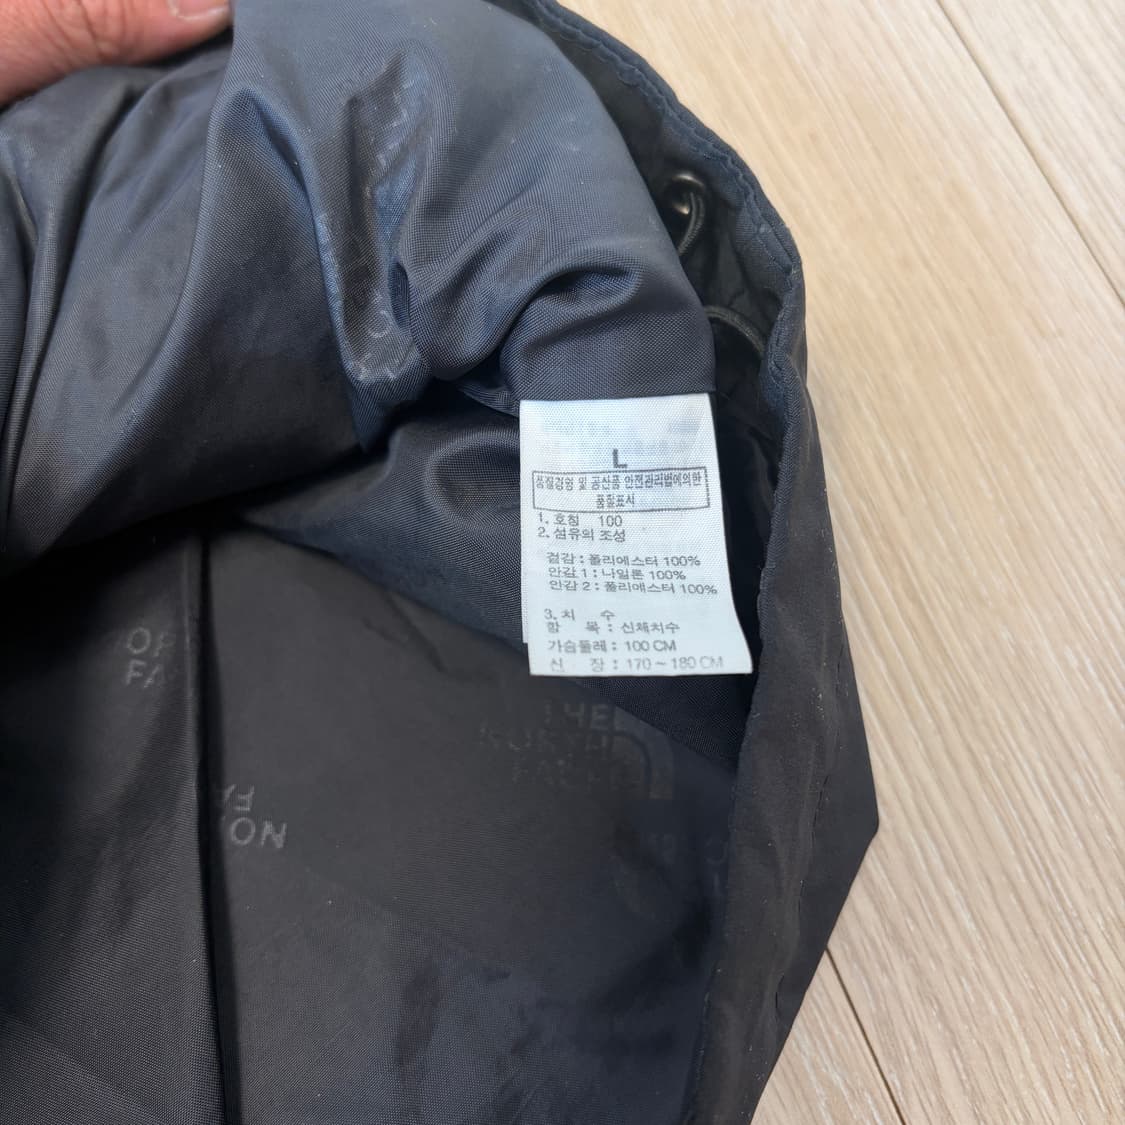 L
품질경영 및 공산품 안전관리법에의한
품질표시
1. 호칭 100
2. 섬유의 조성
겉감 : 폴리에스터 100%
안감 1 : 나일론 100%
안감 2 : 폴리에스터 100%
3. 치 수
항 목 : 신체치수
가슴둘레 : 100 CM
신 장 : 170 ~ 180 CM
THE
NORTH
FACE